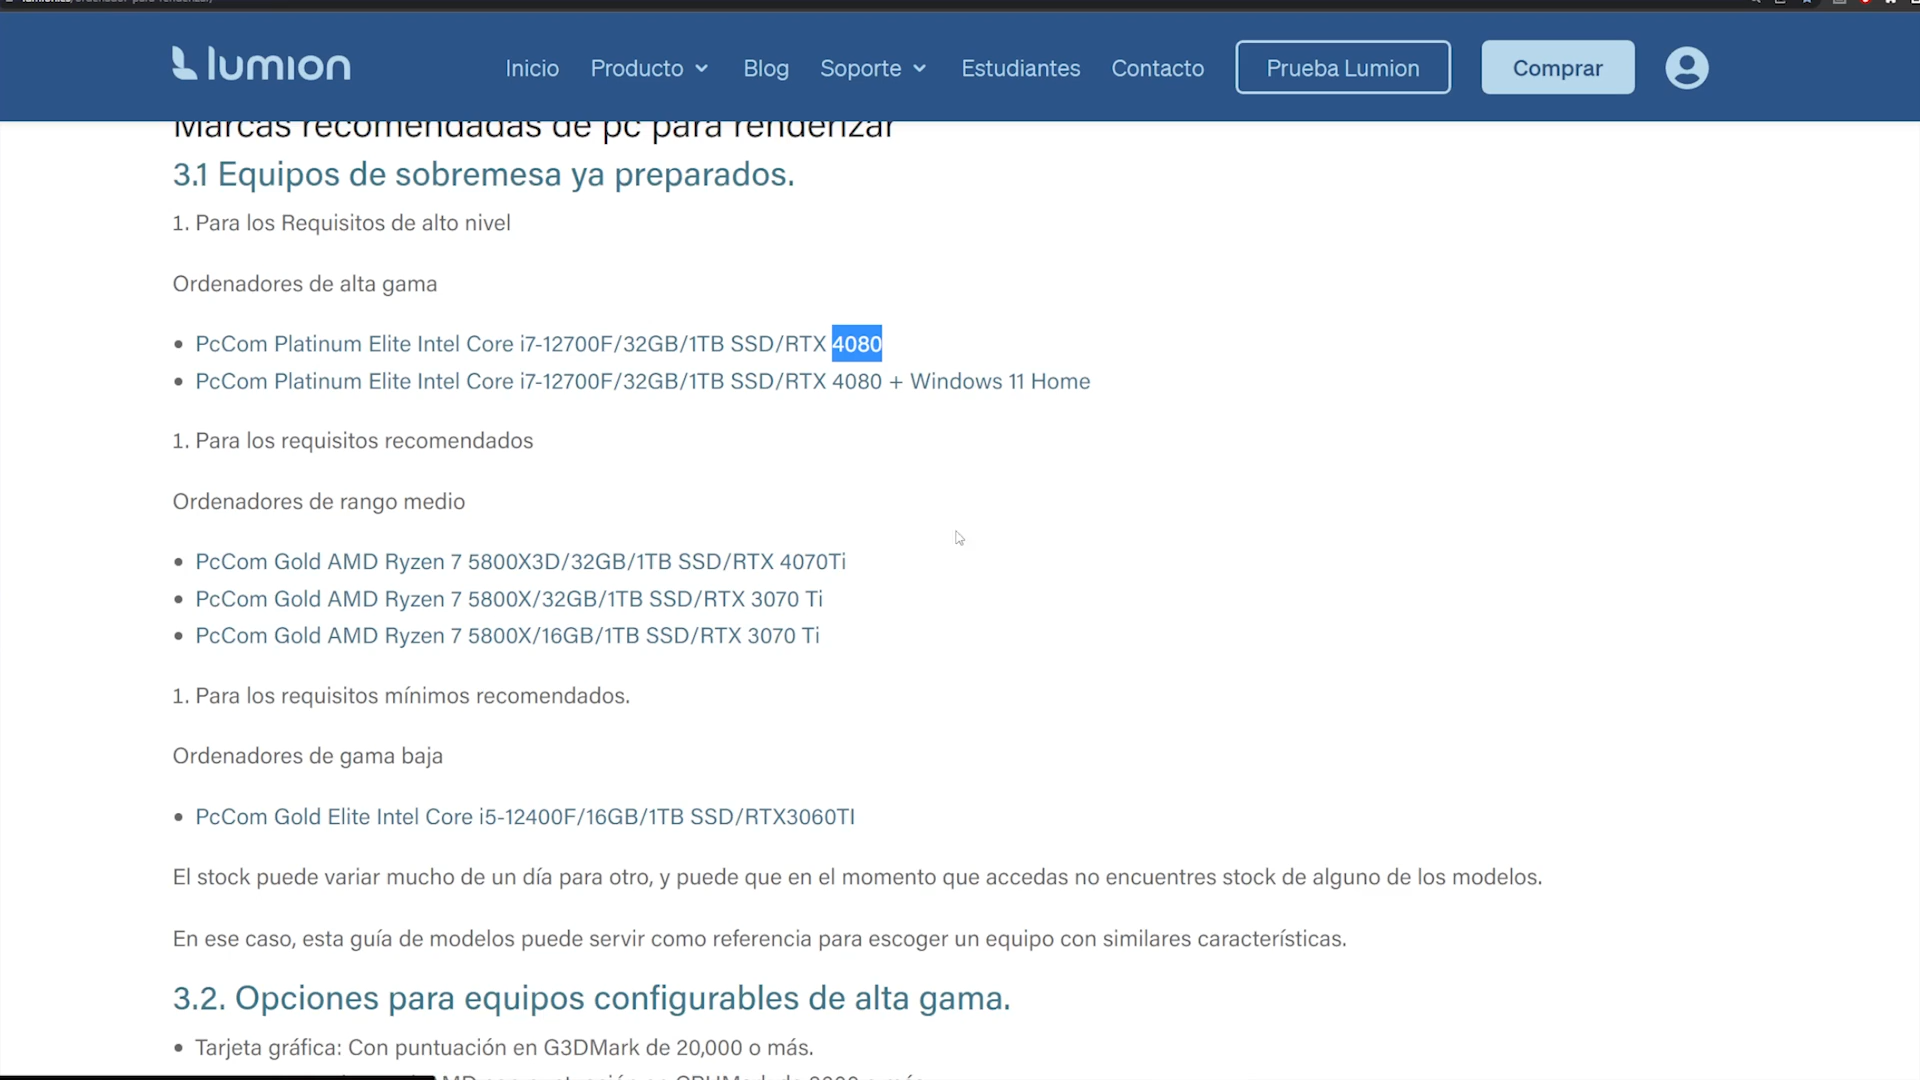 lumion
Inicio Producto Blog Soporte Estudiantes Contacto Prueba Lumion Comprar
Marcas recomendadas de pc para renderizar
3.1 Equipos de sobremesa ya preparados.
1. Para los Requisitos de alto nivel
Ordenadores de alta gama
• PcCom Platinum Elite Intel Core i7-12700F/32GB/1TB SSD/RTX 4080
• PcCom Platinum Elite Intel Core i7-12700F/32GB/1TB SSD/RTX 4080 + Windows 11 Home
1. Para los requisitos recomendados
Ordenadores de rango medio
• PcCom Gold AMD Ryzen 7 5800X3D/32GB/1TB SSD/RTX 4070Ti
• PcCom Gold AMD Ryzen 7 5800X/32GB/1TB SSD/RTX 3070 Ti
• PcCom Gold AMD Ryzen 7 5800X/16GB/1TB SSD/RTX 3070 Ti
1. Para los requisitos mínimos recomendados.
Ordenadores de gama baja
• PcCom Gold Elite Intel Core i5-12400F/16GB/1TB SSD/RTX3060TI
El stock puede variar mucho de un día para otro, y puede que en el momento que accedas no encuentres stock de alguno de los modelos.
En ese caso, esta guía de modelos puede servir como referencia para escoger un equipo con similares características.
3.2. Opciones para equipos configurables de alta gama.
• Tarjeta gráfica: Con puntuación en G3DMark de 20,000 o más.